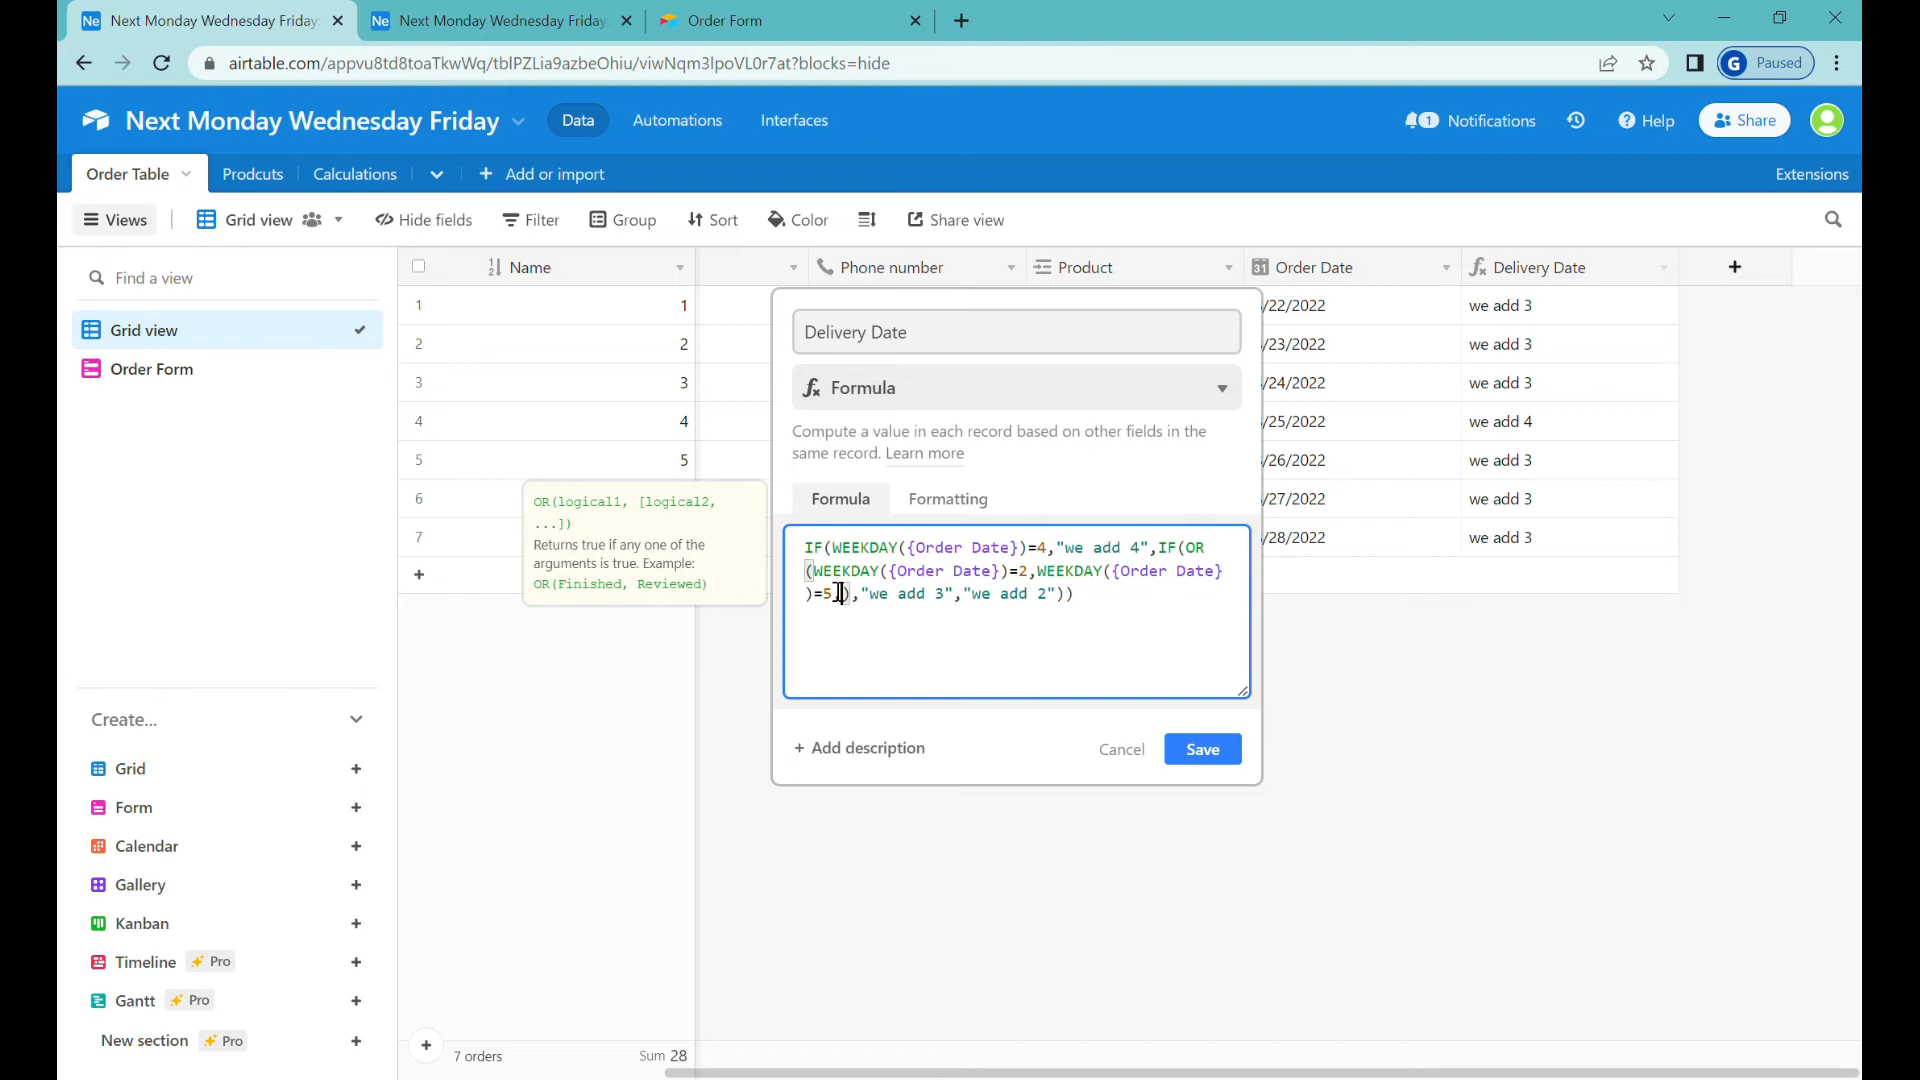 Next Monday Wednesday Friday
Next Monday Wednesday Friday
Order Form
airtable.com/appvu8td8toaTkwWq/tblPZLia9azbeOhiu/viwNqm3lpoVL0r7at?blocks=hide
G
Paused
Next Monday Wednesday Friday
Data
Automations
Interfaces
1
Notifications
Help
Share
Order Table
Prodcuts
Calculations
+ Add or import
Extensions
Views
Grid view
Hide fields
Filter
Group
Sort
Color
Share view
Find a view
Grid view
Order Form
Name
Phone number
Product
Order Date
Delivery Date
1 1 /22/2022 we add 3
2 2 /23/2022 we add 3
3 3 /24/2022 we add 3
4 4 /25/2022 we add 4
5 5 /26/2022 we add 3
6 /27/2022 we add 3
7 /28/2022 we add 3
OR(logical1, [logical2,
...])
Returns true if any one of the
arguments is true. Example:
OR(Finished, Reviewed)
Delivery Date
Formula
Compute a value in each record based on other fields in the
same record. Learn more
Formula
Formatting
IF(WEEKDAY({Order Date})=4,"we add 4",IF(OR
(WEEKDAY({Order Date})=2,WEEKDAY({Order Date}
)=5,),"we add 3","we add 2"))
+ Add description
Cancel
Save
Create...
Grid
Form
Calendar
Gallery
Kanban
Timeline Pro
Gantt Pro
New section Pro
7 orders
Sum 28